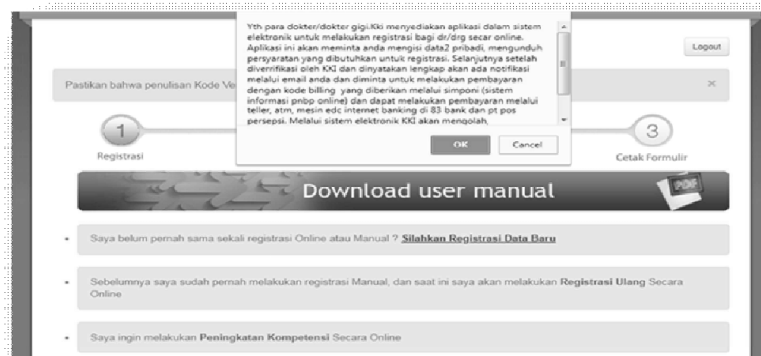 Yth para dokter/dokter gigi.Kki menyediakan aplikasi dalam sistem
elektronik untuk melakukan registrasi bagi dr/drg secar online.
Aplikasi ini akan meminta anda mengisi data2 pribadi, mengunduh
persyaratan yang dibutuhkan untuk registrasi. Selanjutnya setelah
diverrifikasi oleh KKI dan dinyatakan lengkap akan ada notifikasi
melalui email anda dan diminta untuk melakukan pembayaran
dengan kode billing yang diberikan melalui simponi (sistem
informasi pnbp online) dan dapat melakukan pembayaran melalui
teller, atm, mesin edc internet banking di 83 bank dan pt pos
persepsi. Melalui sistem elektronik KKI akan mengolah,
OK Cancel
Logout
Pastikan bahwa penulisan Kode Ve
1
Registrasi
3
Cetak Formulir
Download user manual
PDF
Saya belum pernah sama sekali registrasi Online atau Manual ? Silahkan Registrasi Data Baru
Sebelumnya saya sudah pernah melakukan registrasi Manual, dan saat ini saya akan melakukan Registrasi Ulang Secara
Online
Saya ingin melakukan Peningkatan Kompetensi Secara Online